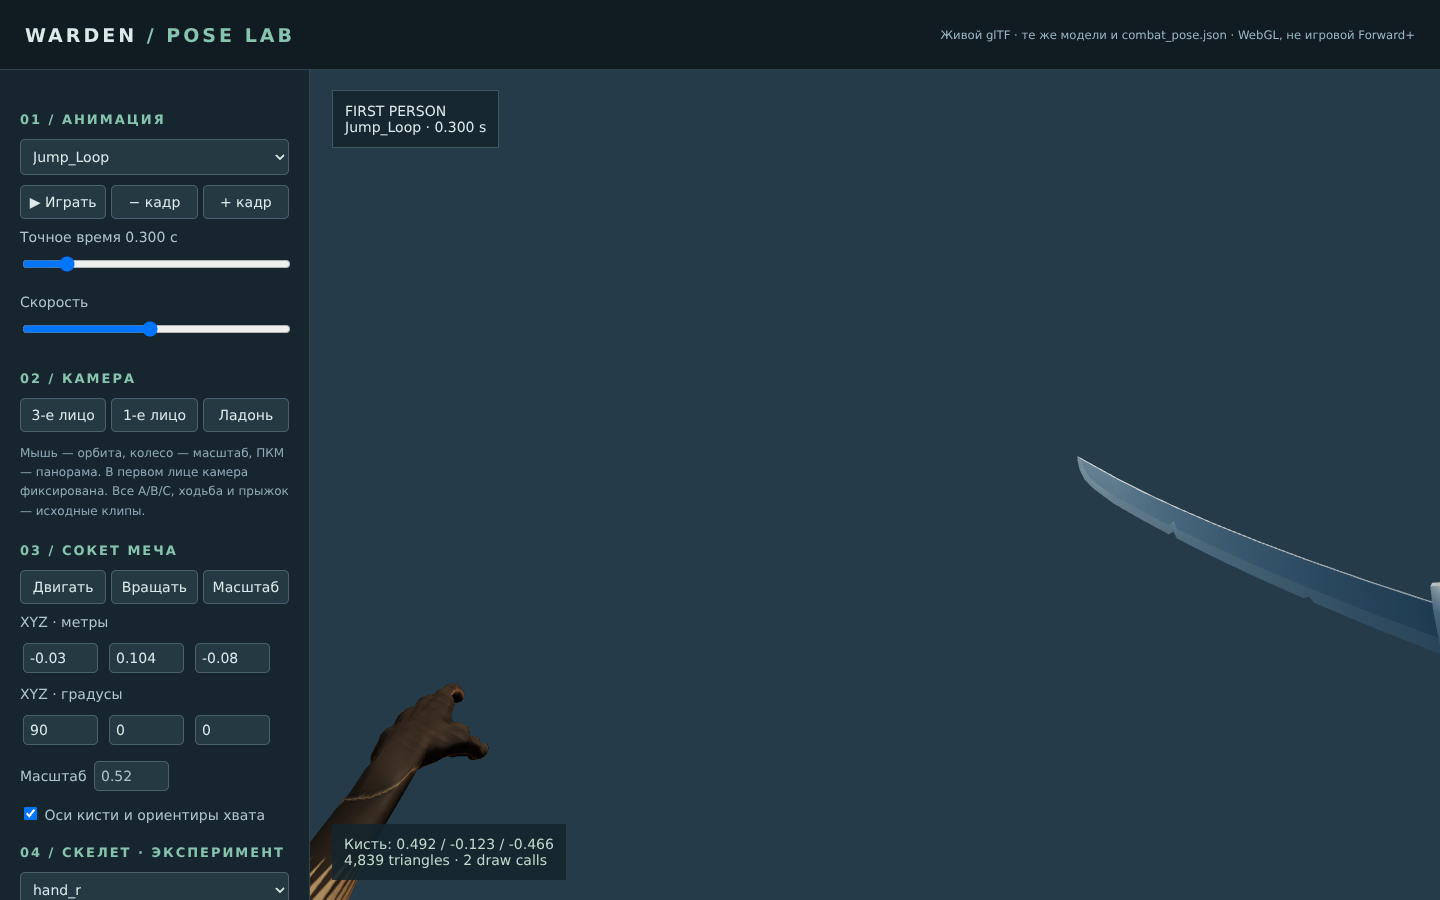 WARDEN / POSE LAB
Живой glTF · те же модели и combat_pose.json · WebGL, не игровой Forward+
01 / АНИМАЦИЯ
Jump_Loop
▶ Играть
− кадр
+ кадр
Точное время 0.300 с
Скорость
02 / КАМЕРА
3-е лицо
1-е лицо
Ладонь
Мышь — орбита, колесо — масштаб, ПКМ
— панорама. В первом лице камера
фиксирована. Все A/B/C, ходьба и прыжок
— исходные клипы.
03 / СОКЕТ МЕЧА
Двигать
Вращать
Масштаб
XYZ · метры
-0.03
0.104
-0.08
XYZ · градусы
90
0
0
Масштаб 0.52
Оси кисти и ориентиры хвата
04 / СКЕЛЕТ · ЭКСПЕРИМЕНТ
hand_r
FIRST PERSON
Jump_Loop · 0.300 s
Кисть: 0.492 / -0.123 / -0.466
4,839 triangles · 2 draw calls